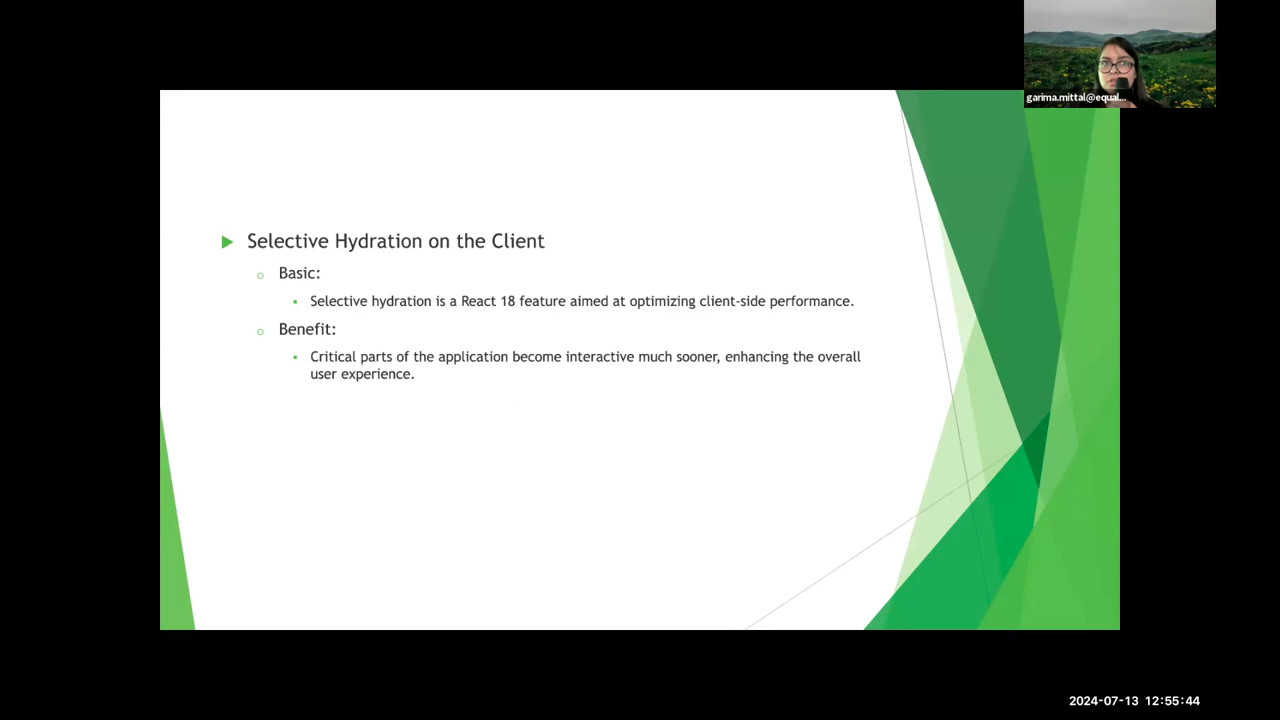 garima.mittal@equal...
Selective Hydration on the Client
Basic:
Selective hydration is a React 18 feature aimed at optimizing client-side performance.
Benefit:
Critical parts of the application become interactive much sooner, enhancing the overall
user experience.
2024-07-13 12:55:44